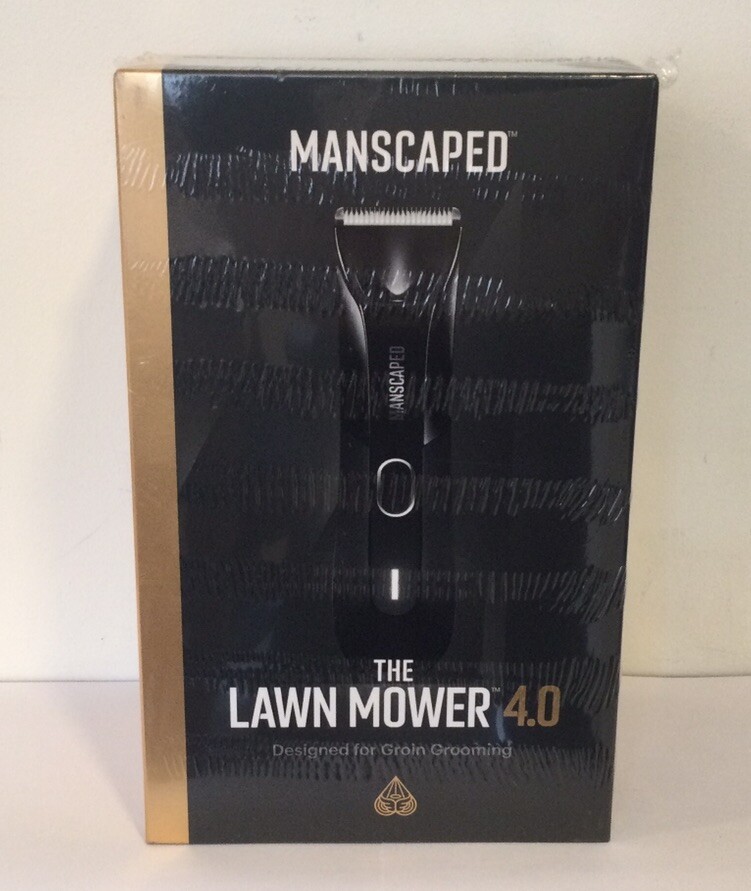 MANSCAPED™
MANSCAPED
THE
LAWN MOWER™ 4.0
Designed for Groin Grooming